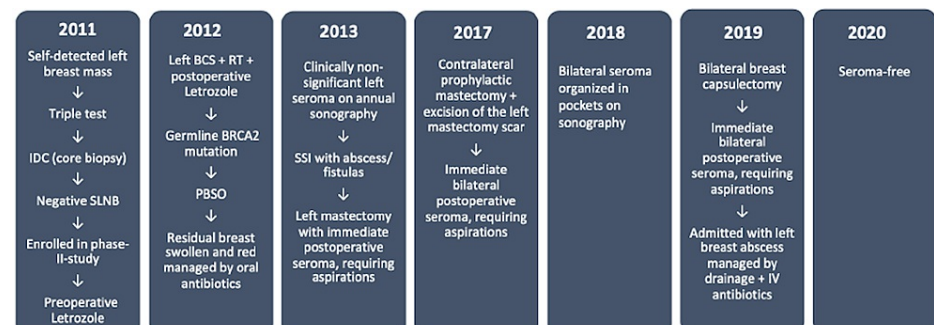 2011
Self-detected left
breast mass
↓
Triple test
↓
IDC (core biopsy)
↓
Negative SLNB
↓
Enrolled in phase-
II-study
↓
Preoperative
Letrozole
2012
Left BCS + RT +
postoperative
Letrozole
↓
Germline BRCA2
mutation
↓
PBSO
↓
Residual breast
swollen and red
managed by oral
antibiotics
2013
Clinically non-
significant left
seroma on annual
sonography
↓
SSI with abscess/
fistulas
↓
Left mastectomy
with immediate
postoperative
seroma, requiring
aspirations
2017
Contralateral
prophylactic
mastectomy +
excision of the left
mastectomy scar
↓
Immediate
bilateral
postoperative
seroma, requiring
aspirations
2018
Bilateral seroma
organized in
pockets on
sonography
2019
Bilateral breast
capsulectomy
↓
Immediate
bilateral
postoperative
seroma, requiring
aspirations
↓
Admitted with left
breast abscess
managed by
drainage + IV
antibiotics
2020
Seroma-free